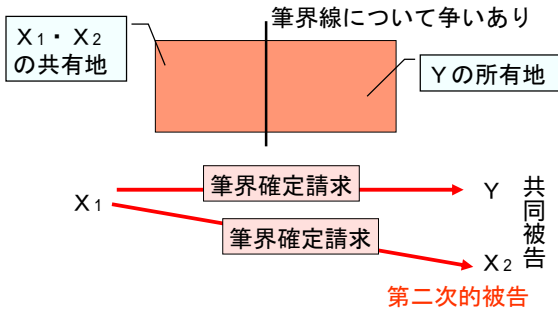 筆界線について争いあり
X1・X2
の共有地
Yの所有地
筆界確定請求
X1
Y
筆界確定請求
X2
共同被告
第二次的被告